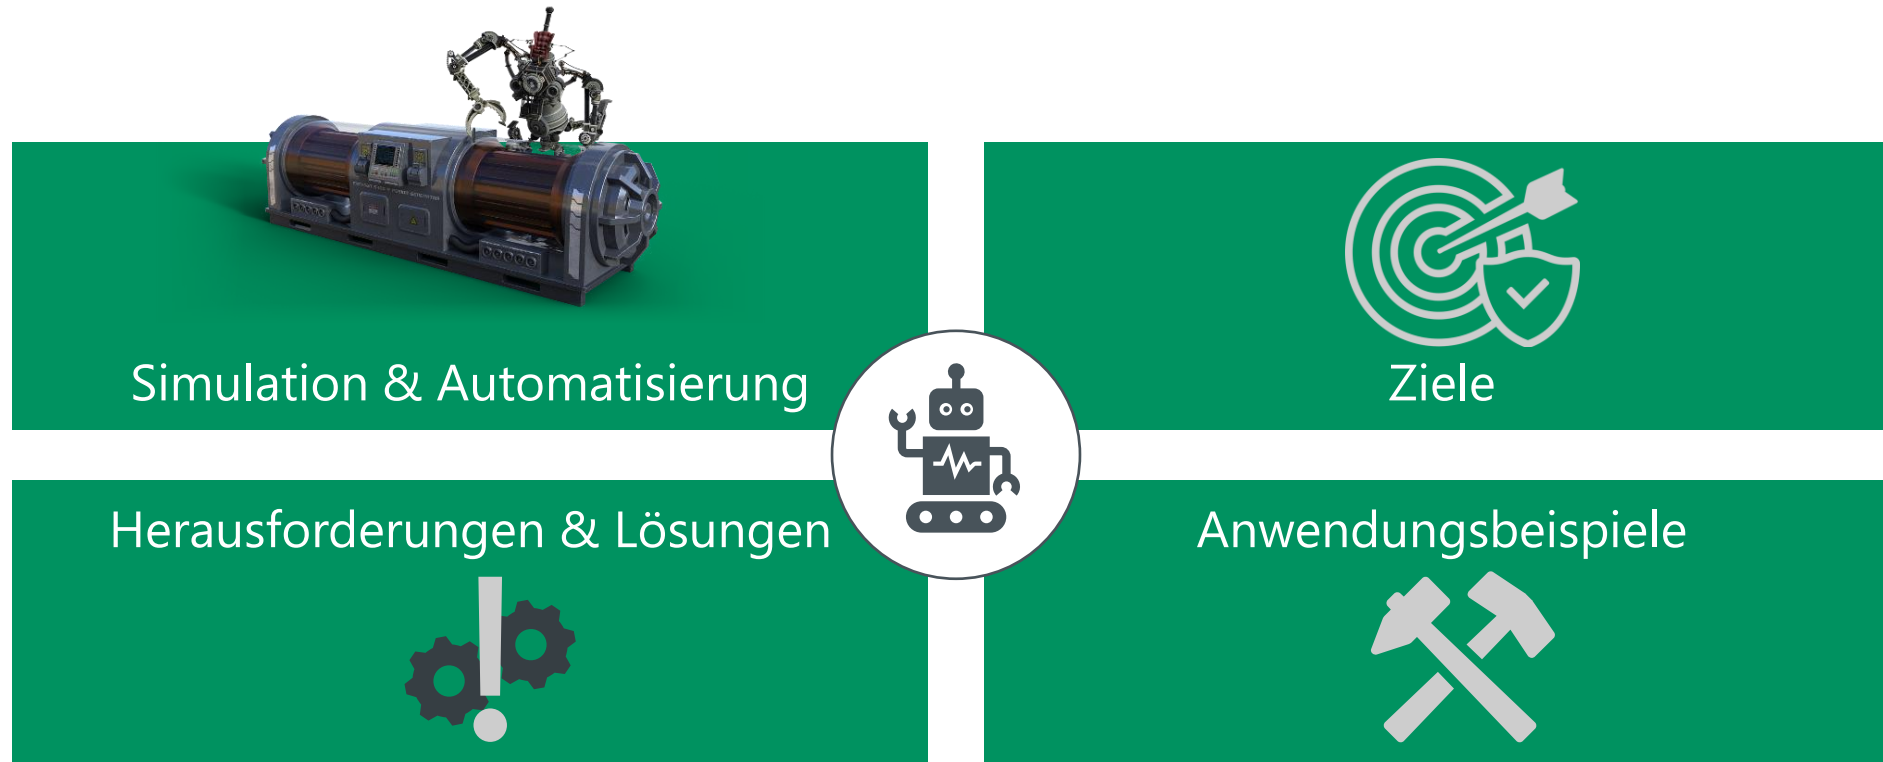 Simulation & Automatisierung
Ziele
Herausforderungen & Lösungen
Anwendungsbeispiele